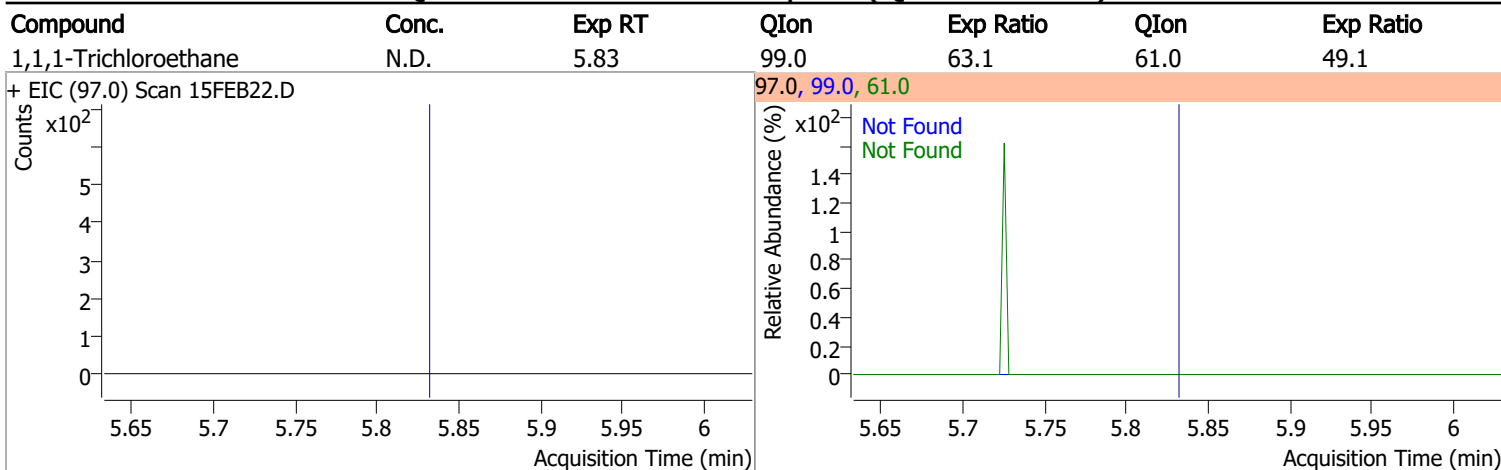 Compound Conc. Exp RT QIon Exp Ratio QIon Exp Ratio
1,1,1-Trichloroethane N.D. 5.83 99.0 63.1 61.0 49.1
+ EIC (97.0) Scan 15FEB22.D
Counts
x10²
5
4
3
2
1
0
5.65 5.7 5.75 5.8 5.85 5.9 5.95 6
Acquisition Time (min)
97.0, 99.0, 61.0
Relative Abundance (%)
x10²
Not Found
Not Found
1.4
1.2
1
0.8
0.6
0.4
0.2
0
5.65 5.7 5.75 5.8 5.85 5.9 5.95 6
Acquisition Time (min)